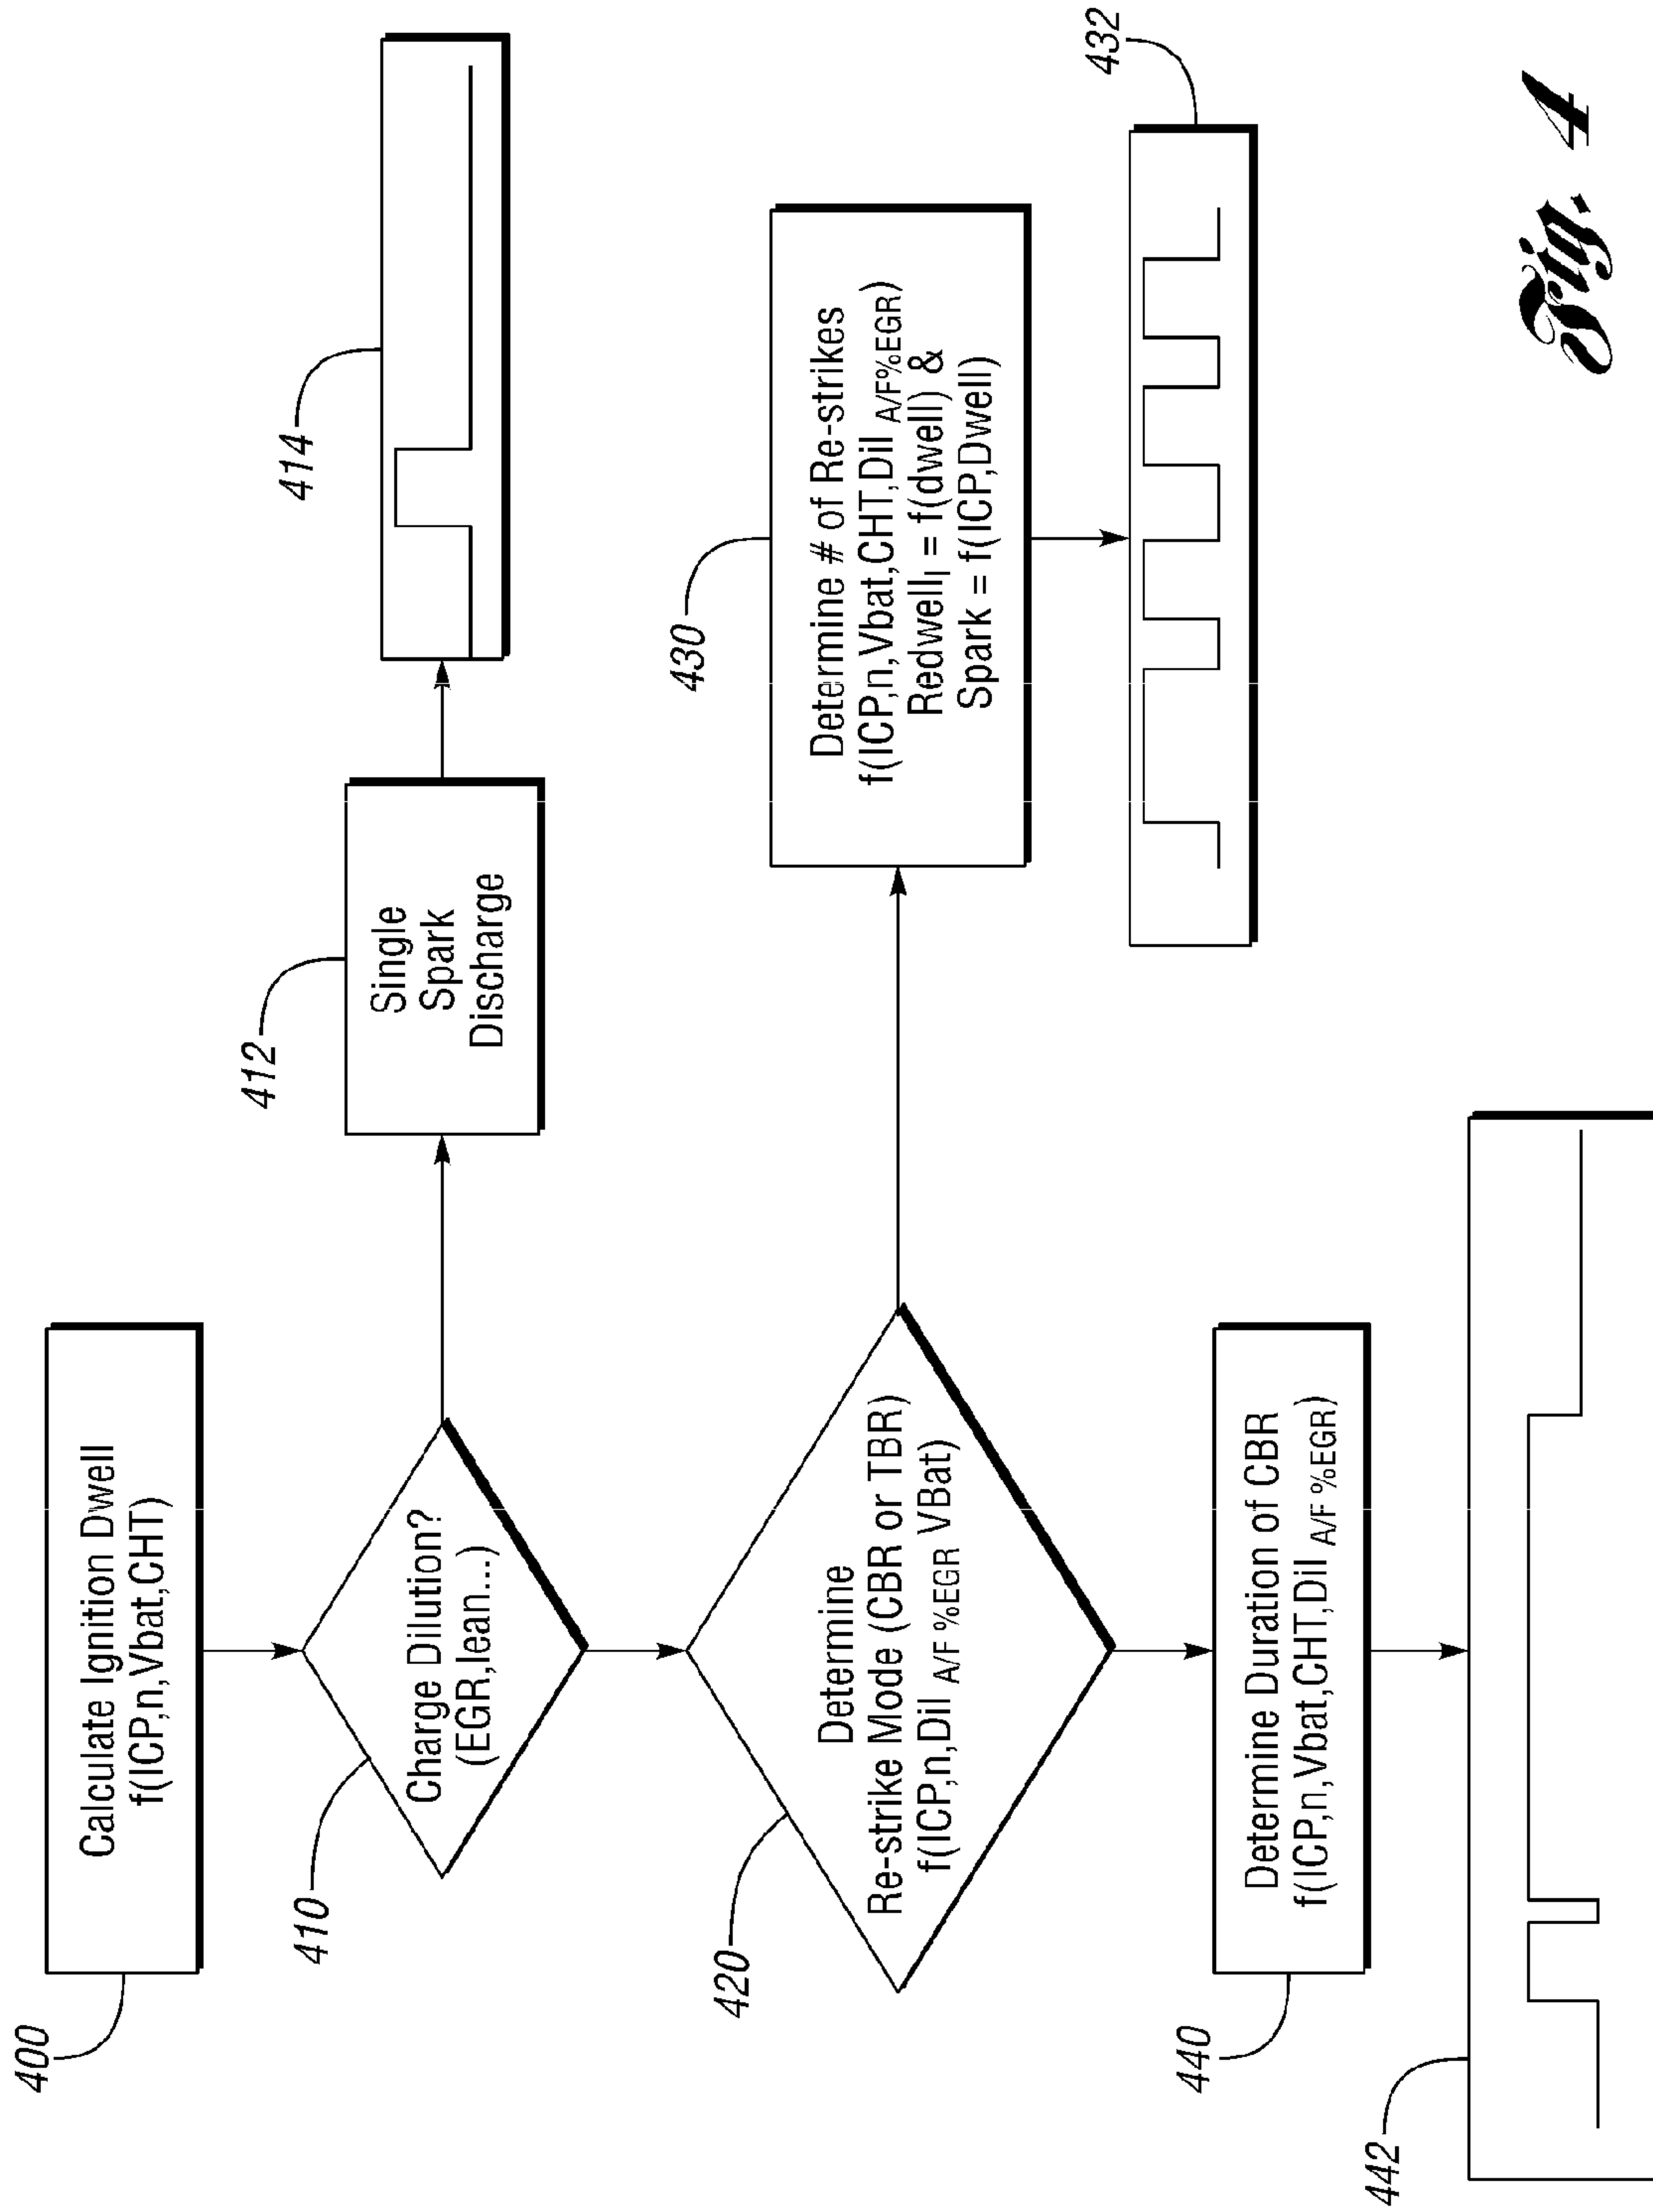 400
Calculate Ignition Dwell
f(ICP,n,Vbat,CHT)
410
Charge Dilution?
(EGR,lean...)
412
Single
Spark
Discharge
414
420
Determine
Re-strike Mode (CBR or TBR)
f(ICP,n,Dil A/F %EGR VBat)
430
Determine # of Re-strikes
f(ICP,n,Vbat,CHT,Dil A/F%EGR)
Redwell_I = f(dwell) &
Spark = f(ICP,Dwell)
432
440
Determine Duration of CBR
f(ICP,n,Vbat,CHT,Dil A/F %EGR)
442
Fig. 4